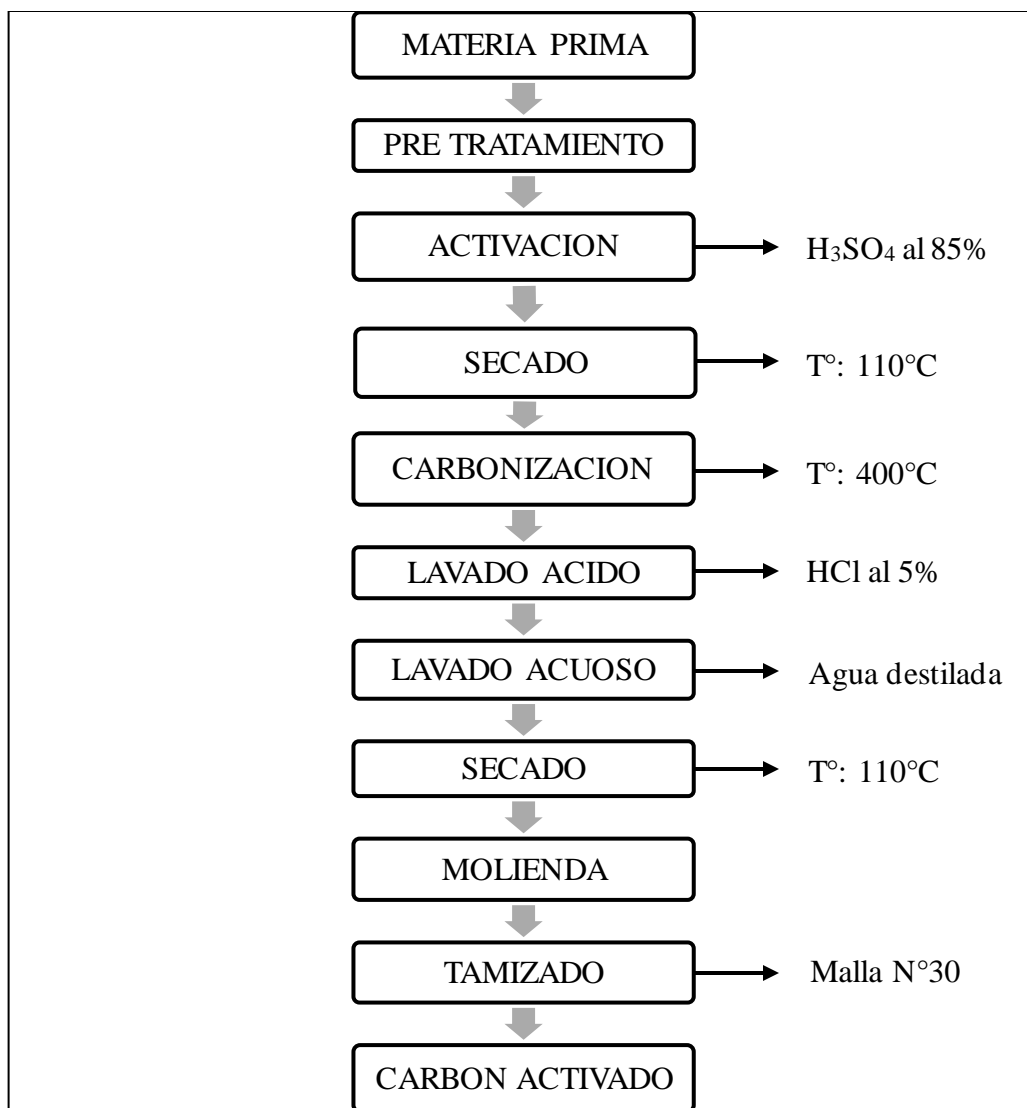 MATERIA PRIMA
PRE TRATAMIENTO
ACTIVACION
H₃SO₄ al 85%
SECADO
T°: 110°C
CARBONIZACION
T°: 400°C
LAVADO ACIDO
HCl al 5%
LAVADO ACUOSO
Agua destilada
SECADO
T°: 110°C
MOLIENDA
TAMIZADO
Malla N°30
CARBON ACTIVADO